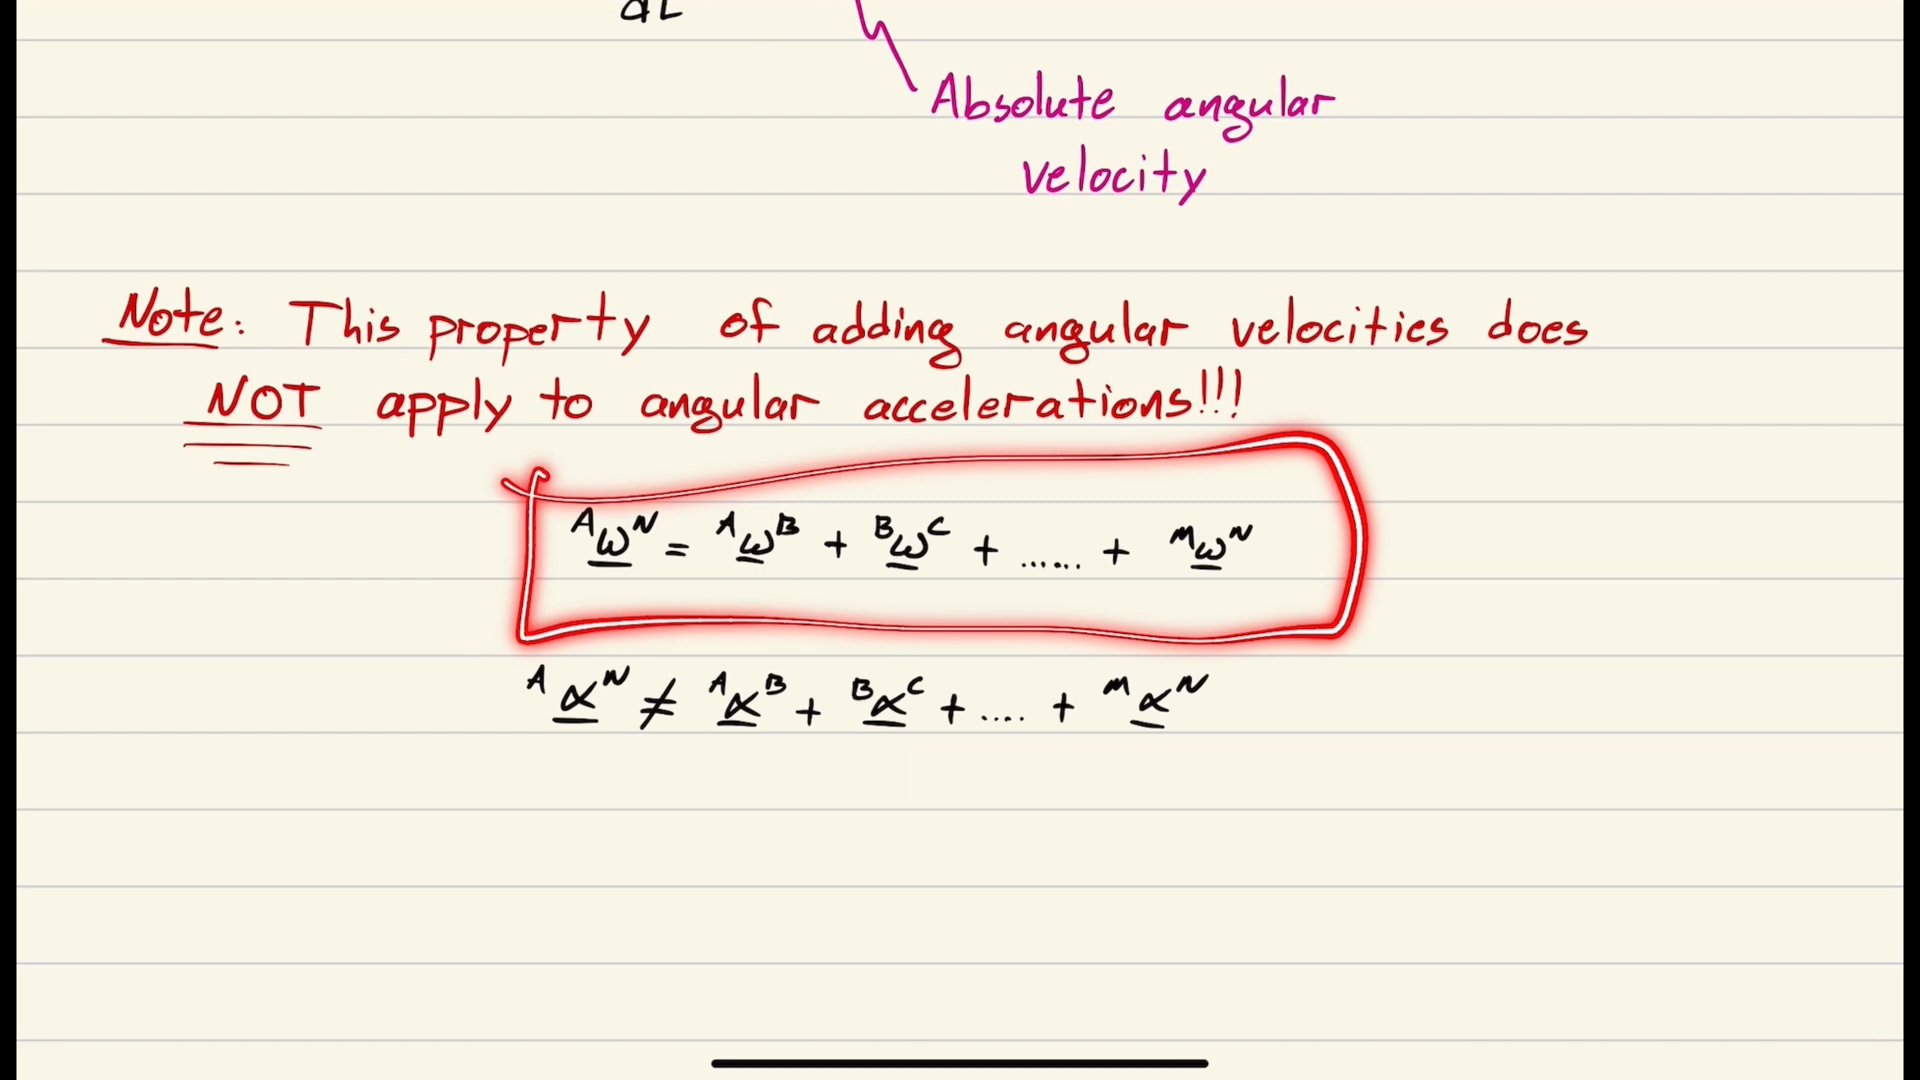 Absolute angular
velocity
Note: This property of adding angular velocities does
NOT apply to angular accelerations!!!
ᴬω̲ᴺ = ᴬω̲ᴮ + ᴮω̲ᶜ + ...... + ᴹω̲ᴺ
ᴬα̲ᴺ ≠ ᴬα̲ᴮ + ᴮα̲ᶜ + .... + ᴹα̲ᴺ